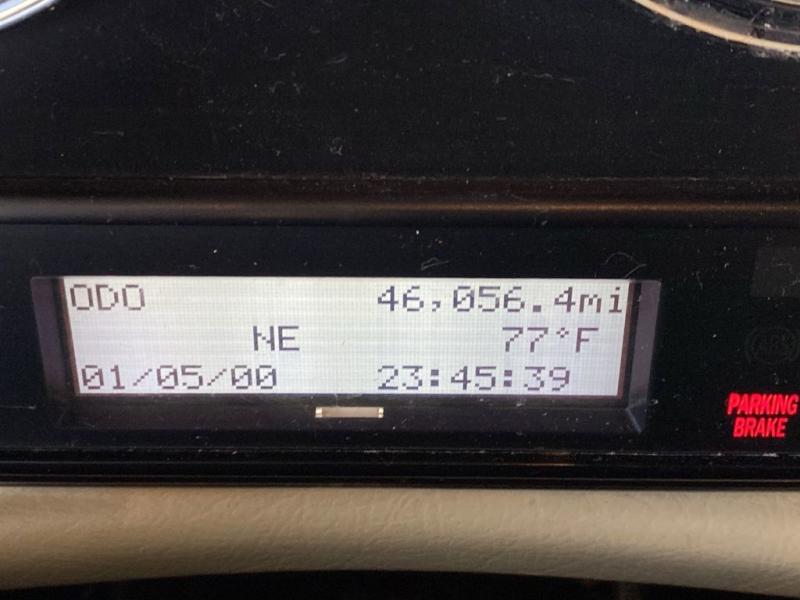 ODO 46,056.4mi
NE 77°F
01/05/00 23:45:39
PARKING
BRAKE